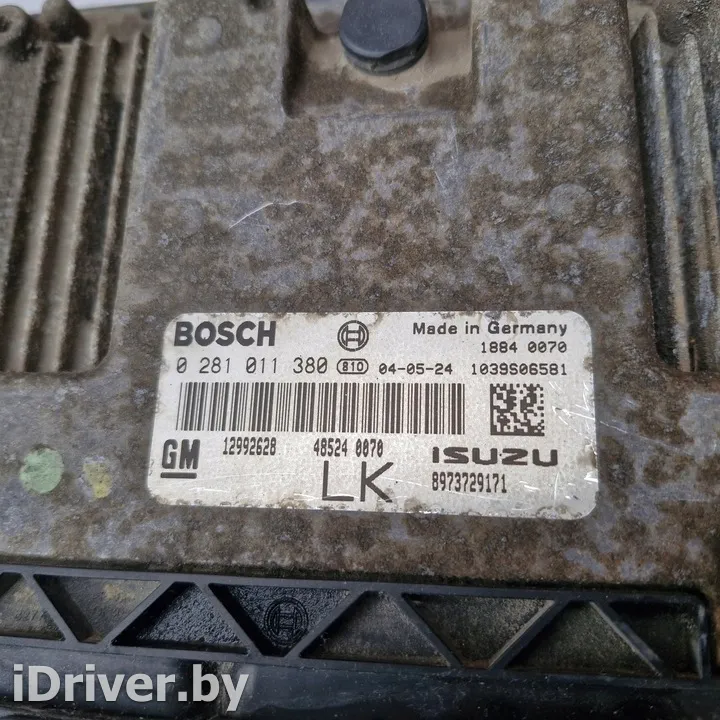 BOSCH
Made in Germany
1884 0070
0 281 011 380 810 04-05-24 1039S06581
GM 12992628 48524 0070 ISUZU
LK 8973729171
iDriver.by